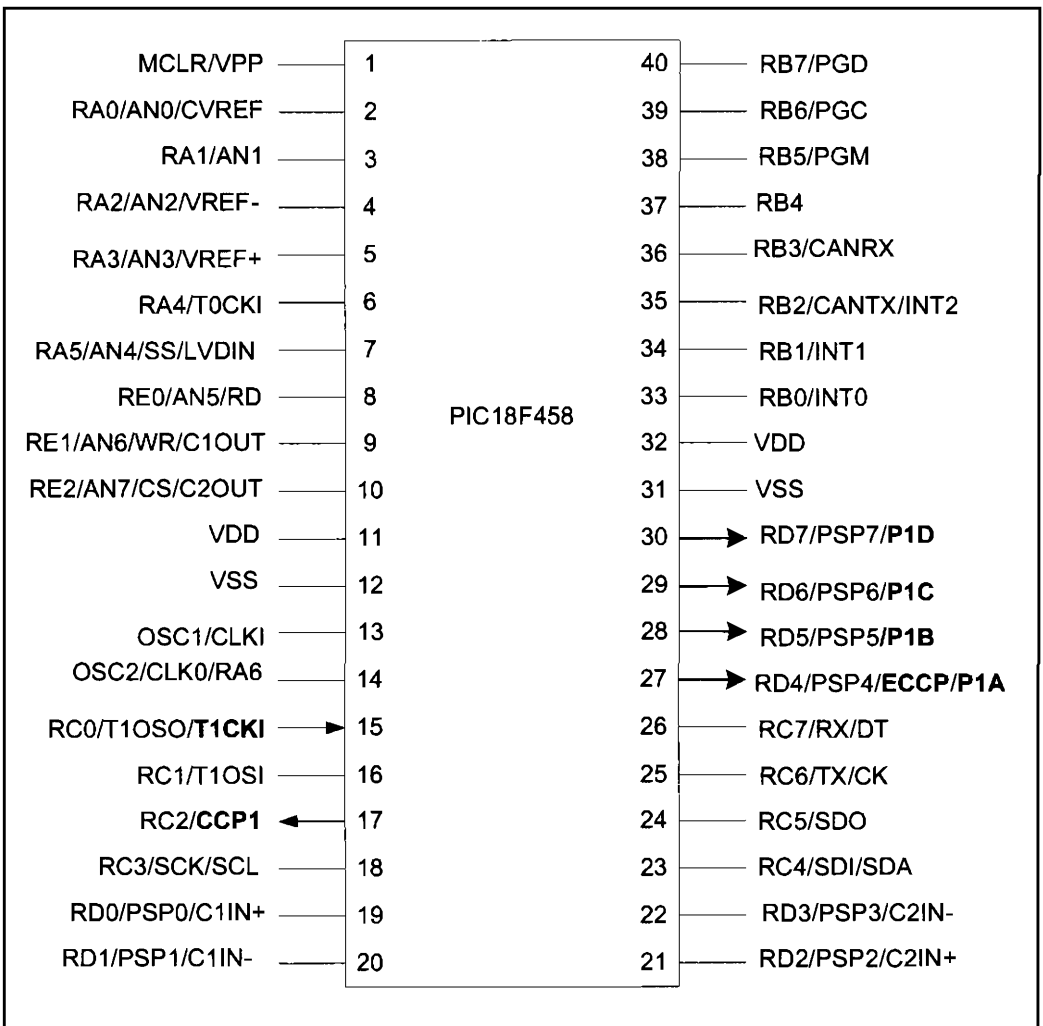 MCLR/VPP 1 40 RB7/PGD
RA0/AN0/CVREF 2 39 RB6/PGC
RA1/AN1 3 38 RB5/PGM
RA2/AN2/VREF- 4 37 RB4
RA3/AN3/VREF+ 5 36 RB3/CANRX
RA4/T0CKI 6 35 RB2/CANTX/INT2
RA5/AN4/SS/LVDIN 7 34 RB1/INT1
RE0/AN5/RD 8 33 RB0/INT0
PIC18F458
RE1/AN6/WR/C1OUT 9 32 VDD
RE2/AN7/CS/C2OUT 10 31 VSS
VDD 11 30 RD7/PSP7/P1D
VSS 12 29 RD6/PSP6/P1C
OSC1/CLKI 13 28 RD5/PSP5/P1B
OSC2/CLK0/RA6 14 27 RD4/PSP4/ECCP/P1A
RC0/T1OSO/T1CKI 15 26 RC7/RX/DT
RC1/T1OSI 16 25 RC6/TX/CK
RC2/CCP1 17 24 RC5/SDO
RC3/SCK/SCL 18 23 RC4/SDI/SDA
RD0/PSP0/C1IN+ 19 22 RD3/PSP3/C2IN-
RD1/PSP1/C1IN- 20 21 RD2/PSP2/C2IN+